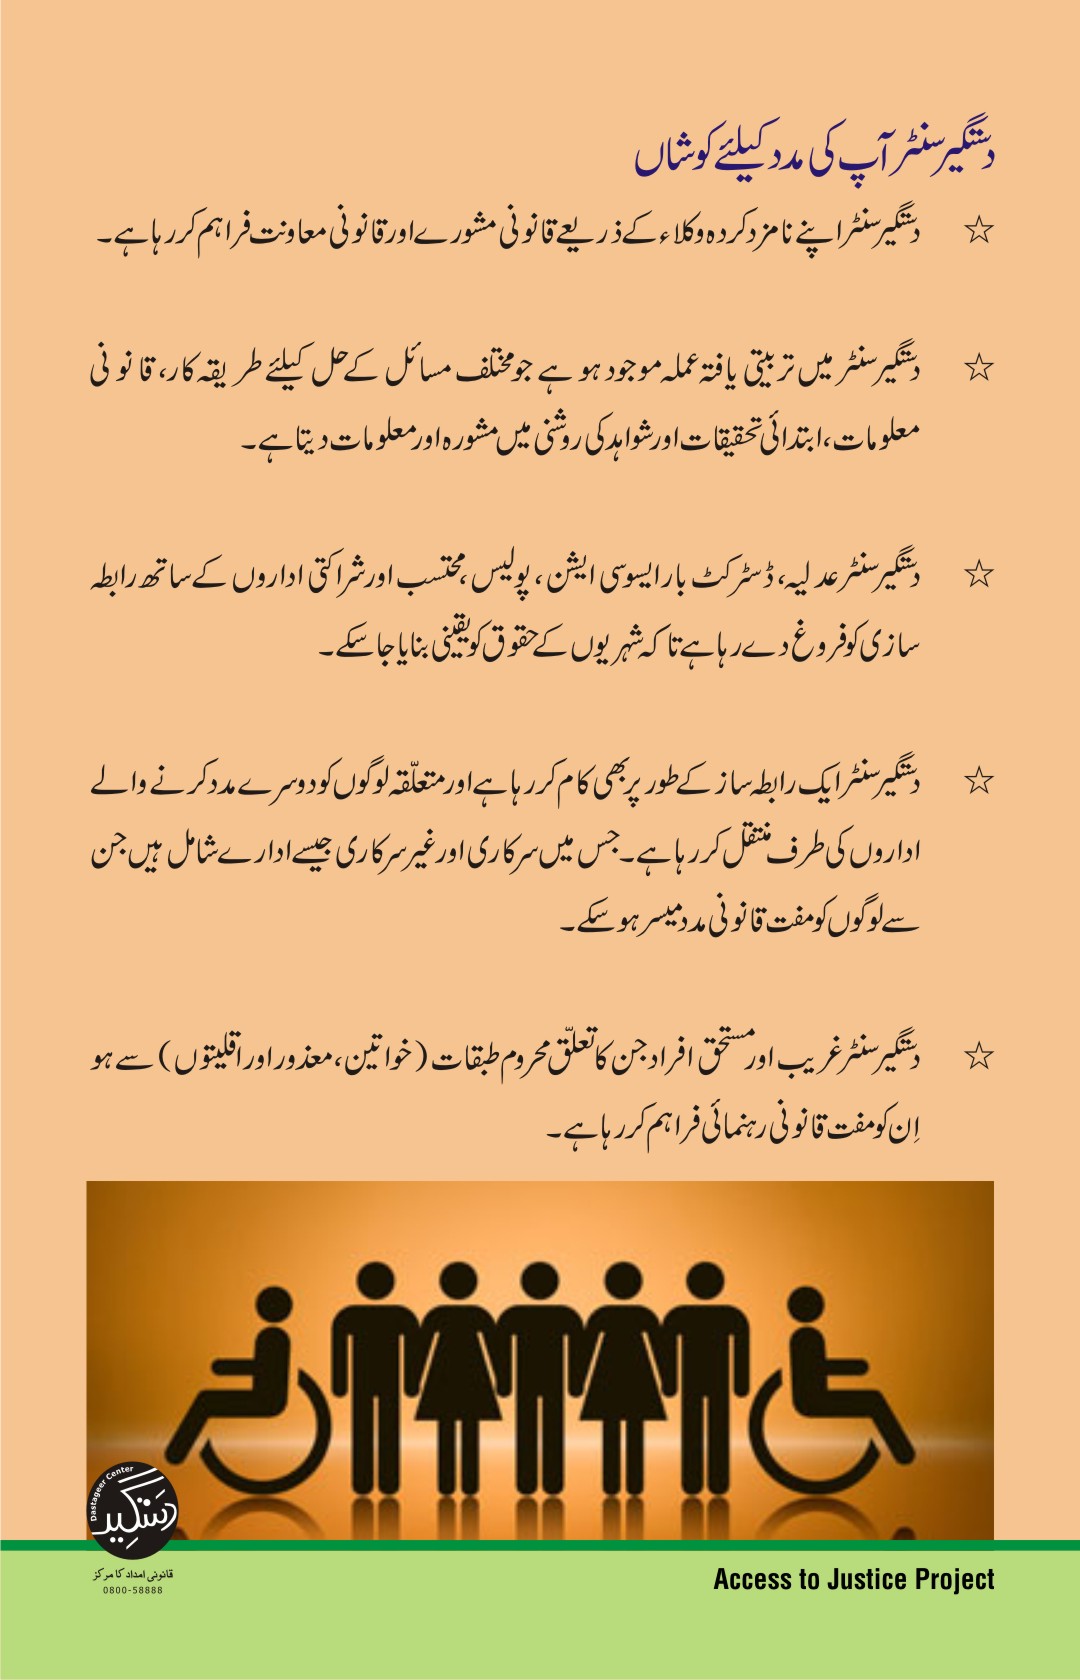 دستگیر سنٹر آپ کی مدد کیلئے کوشاں
☆ دستگیر سنٹر اپنے نامزد کردہ وکلاء کے ذریعے قانونی مشورے اور قانونی معاونت فراہم کر رہا ہے۔
☆ دستگیر سنٹر میں تربیتی یافتہ عملہ موجود ہو ہے جو مختلف مسائل کے حل کیلئے طریقہ کار، قانونی
معلومات، ابتدائی تحقیقات اور شواہد کی روشنی میں مشورہ اور معلومات دیتا ہے۔
☆ دستگیر سنٹر عدلیہ، ڈسٹرکٹ بار ایسوسی ایشن، پولیس، محتسب اور شراکتی اداروں کے ساتھ رابطہ
سازی کو فروغ دے رہا ہے تا کہ شہریوں کے حقوق کو یقینی بنایا جا سکے۔
☆ دستگیر سنٹر ایک رابطہ ساز کے طور پر بھی کام کر رہا ہے اور متعلّقہ لوگوں کو دوسرے مدد کرنے والے
اداروں کی طرف منتقل کر رہا ہے۔ جس میں سرکاری اور غیر سرکاری جیسے ادارے شامل ہیں جن
سے لوگوں کو مفت قانونی مدد میسر ہو سکے۔
☆ دستگیر سنٹر غریب اور مستحق افراد جن کا تعلّق محروم طبقات (خواتین، معذور اور اقلیتوں) سے ہو
اِن کو مفت قانونی رہنمائی فراہم کر رہا ہے۔
Dastageer Center
دَستگِیر
قانونی امداد کا مرکز
0800-58888
Access to Justice Project